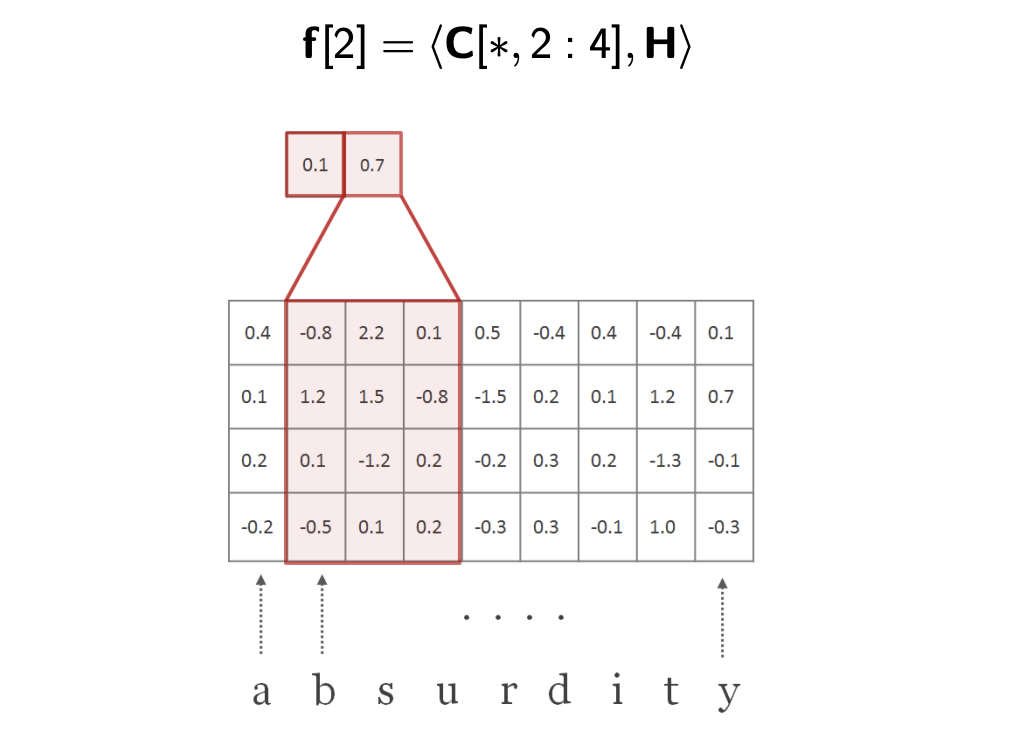 f[2] = ⟨C[∗, 2 : 4], H⟩
0.1 0.7
0.4 -0.8 2.2 0.1 0.5 -0.4 0.4 -0.4 0.1
0.1 1.2 1.5 -0.8 -1.5 0.2 0.1 1.2 0.7
0.2 0.1 -1.2 0.2 -0.2 0.3 0.2 -1.3 -0.1
-0.2 -0.5 0.1 0.2 -0.3 0.3 -0.1 1.0 -0.3
. . . .
a b s u r d i t y